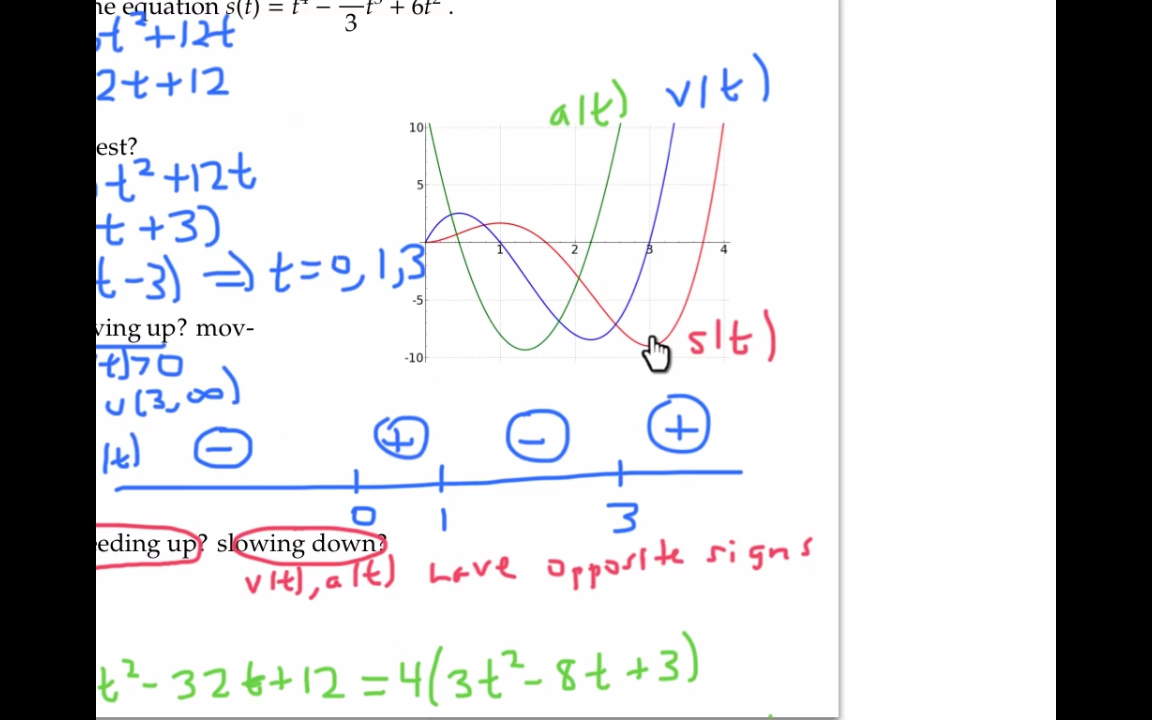 he equation s(t) = t⁴ − —t³ + 6t² .
3
t²+12t
2t+12
a(t) v(t)
est?
t²+12t
t+3)
t-3) ⇒ t=0,1,3
10
5
-5
-10
1 2 3 4
s(t)
ving up? mov-
t)>0
∪(3,∞)
(t) − + − +
0 1 3
eding up? slowing down?
v(t), a(t) have opposite signs
t²-32t+12=4(3t²-8t+3)